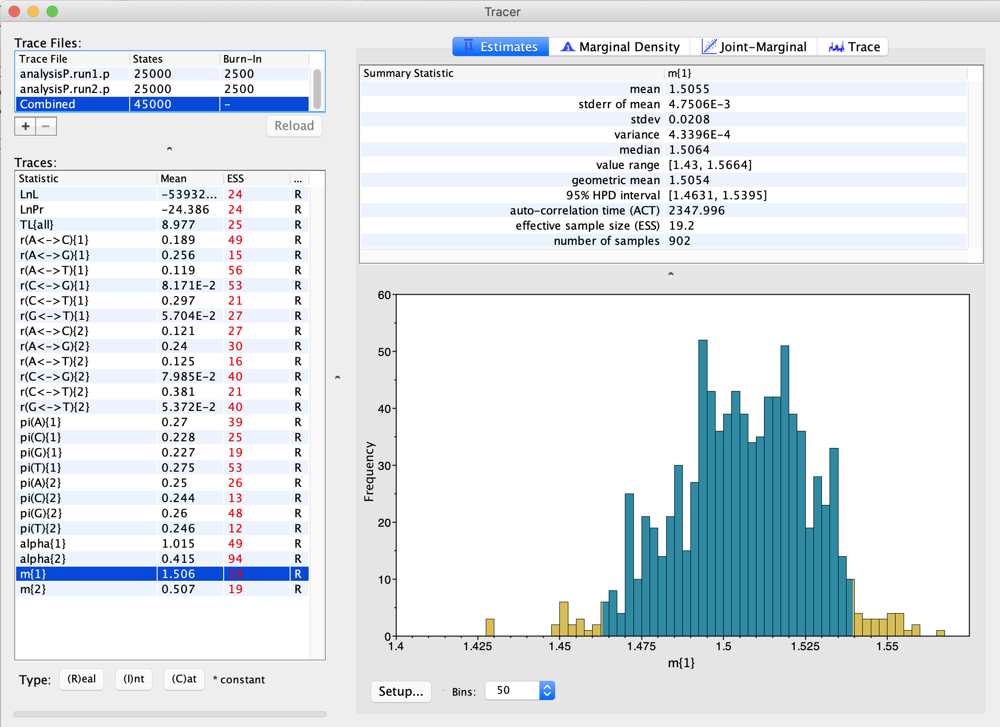 Tracer
Trace Files:
Trace File States Burn-In
analysisP.run1.p 25000 2500
analysisP.run2.p 25000 2500
Combined 45000 -
+ −
Reload
Traces:
Statistic Mean ESS ...
LnL -53932... 24 R
LnPr -24.386 24 R
TL{all} 8.977 25 R
r(A<->C){1} 0.189 49 R
r(A<->G){1} 0.256 15 R
r(A<->T){1} 0.119 56 R
r(C<->G){1} 8.171E-2 53 R
r(C<->T){1} 0.297 21 R
r(G<->T){1} 5.704E-2 27 R
r(A<->C){2} 0.121 27 R
r(A<->G){2} 0.24 30 R
r(A<->T){2} 0.125 16 R
r(C<->G){2} 7.985E-2 40 R
r(C<->T){2} 0.381 21 R
r(G<->T){2} 5.372E-2 40 R
pi(A){1} 0.27 39 R
pi(C){1} 0.228 25 R
pi(G){1} 0.227 19 R
pi(T){1} 0.275 53 R
pi(A){2} 0.25 26 R
pi(C){2} 0.244 13 R
pi(G){2} 0.26 48 R
pi(T){2} 0.246 12 R
alpha{1} 1.015 49 R
alpha{2} 0.415 94 R
m{1} 1.506 19 R
m{2} 0.507 19 R
Type: (R)eal (I)nt (C)at * constant
Estimates Marginal Density Joint-Marginal Trace
Summary Statistic m{1}
mean 1.5055
stderr of mean 4.7506E-3
stdev 0.0208
variance 4.3396E-4
median 1.5064
value range [1.43, 1.5664]
geometric mean 1.5054
95% HPD interval [1.4631, 1.5395]
auto-correlation time (ACT) 2347.996
effective sample size (ESS) 19.2
number of samples 902
60
50
40
30
20
10
0
Frequency
1.4 1.425 1.45 1.475 1.5 1.525 1.55
m{1}
Setup... Bins: 50